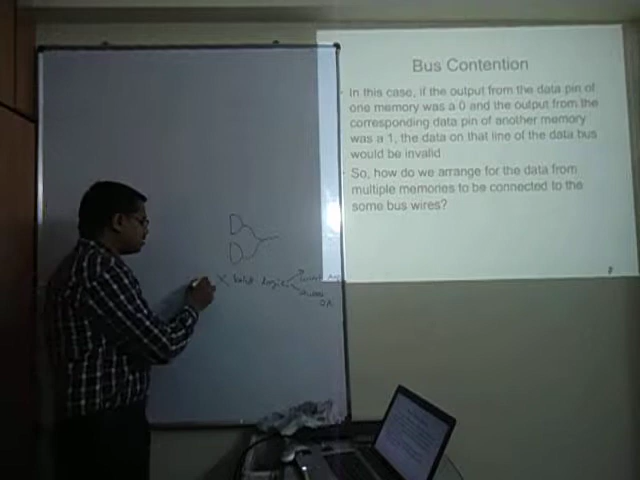 Bus Contention
In this case, if the output from the data pin of
one memory was a 0 and the output from the
corresponding data pin of another memory
was a 1, the data on that line of the data bus
would be invalid
So, how do we arrange for the data from
multiple memories to be connected to the
some bus wires?
X Logic
OR